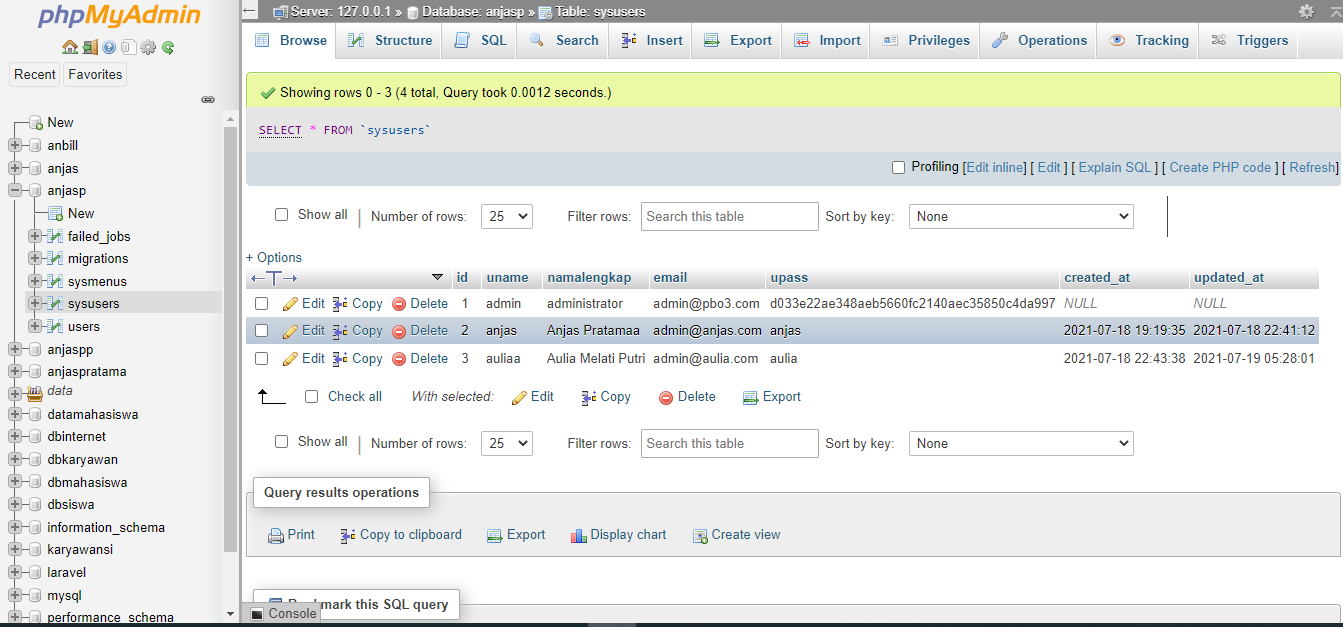 phpMyAdmin
Server: 127.0.0.1 » Database: anjasp » Table: sysusers
Browse Structure SQL Search Insert Export Import Privileges Operations Tracking Triggers
Recent Favorites
New
anbill
anjas
anjasp
New
failed_jobs
migrations
sysmenus
sysusers
users
anjaspp
anjaspratama
data
datamahasiswa
dbinternet
dbkaryawan
dbmahasiswa
dbsiswa
information_schema
karyawansi
laravel
mysql
performance_schema
Showing rows 0 - 3 (4 total, Query took 0.0012 seconds.)
SELECT * FROM `sysusers`
Profiling [Edit inline] [ Edit ] [ Explain SQL ] [ Create PHP code ] [ Refresh]
Show all | Number of rows: 25 Filter rows: Search this table Sort by key: None
+ Options
id uname namalengkap email upass created_at updated_at
Edit Copy Delete 1 admin administrator admin@pbo3.com d033e22ae348aeb5660fc2140aec35850c4da997 NULL NULL
Edit Copy Delete 2 anjas Anjas Pratamaa admin@anjas.com anjas 2021-07-18 19:19:35 2021-07-18 22:41:12
Edit Copy Delete 3 auliaa Aulia Melati Putri admin@aulia.com aulia 2021-07-18 22:43:38 2021-07-19 05:28:01
Check all With selected: Edit Copy Delete Export
Show all | Number of rows: 25 Filter rows: Search this table Sort by key: None
Query results operations
Print Copy to clipboard Export Display chart Create view
this SQL query
Console